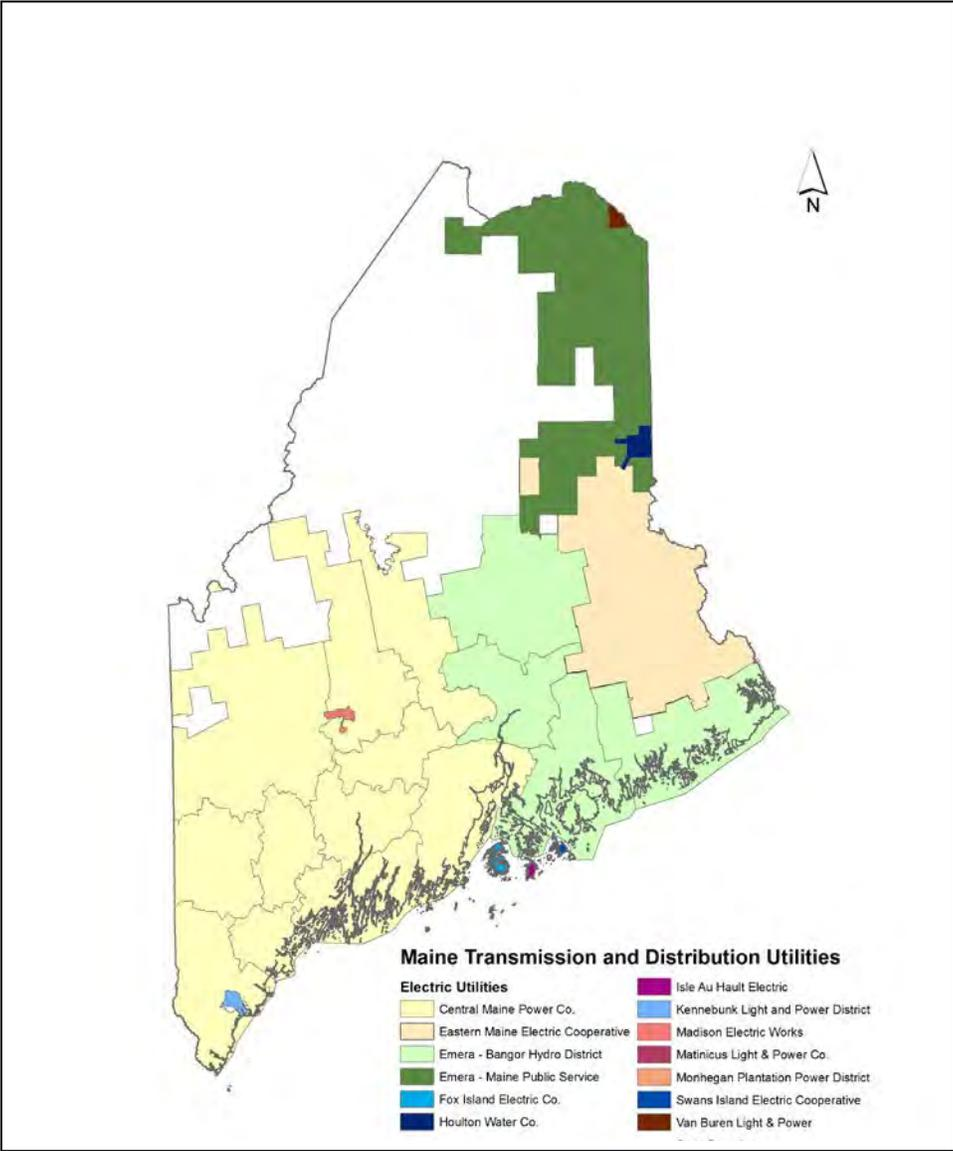 N
Maine Transmission and Distribution Utilities
Electric Utilities
Central Maine Power Co.
Eastern Maine Electric Cooperative
Emera - Bangor Hydro District
Emera - Maine Public Service
Fox Island Electric Co.
Houlton Water Co.
Isle Au Hault Electric
Kennebunk Light and Power District
Madison Electric Works
Matinicus Light & Power Co.
Monhegan Plantation Power District
Swans Island Electric Cooperative
Van Buren Light & Power